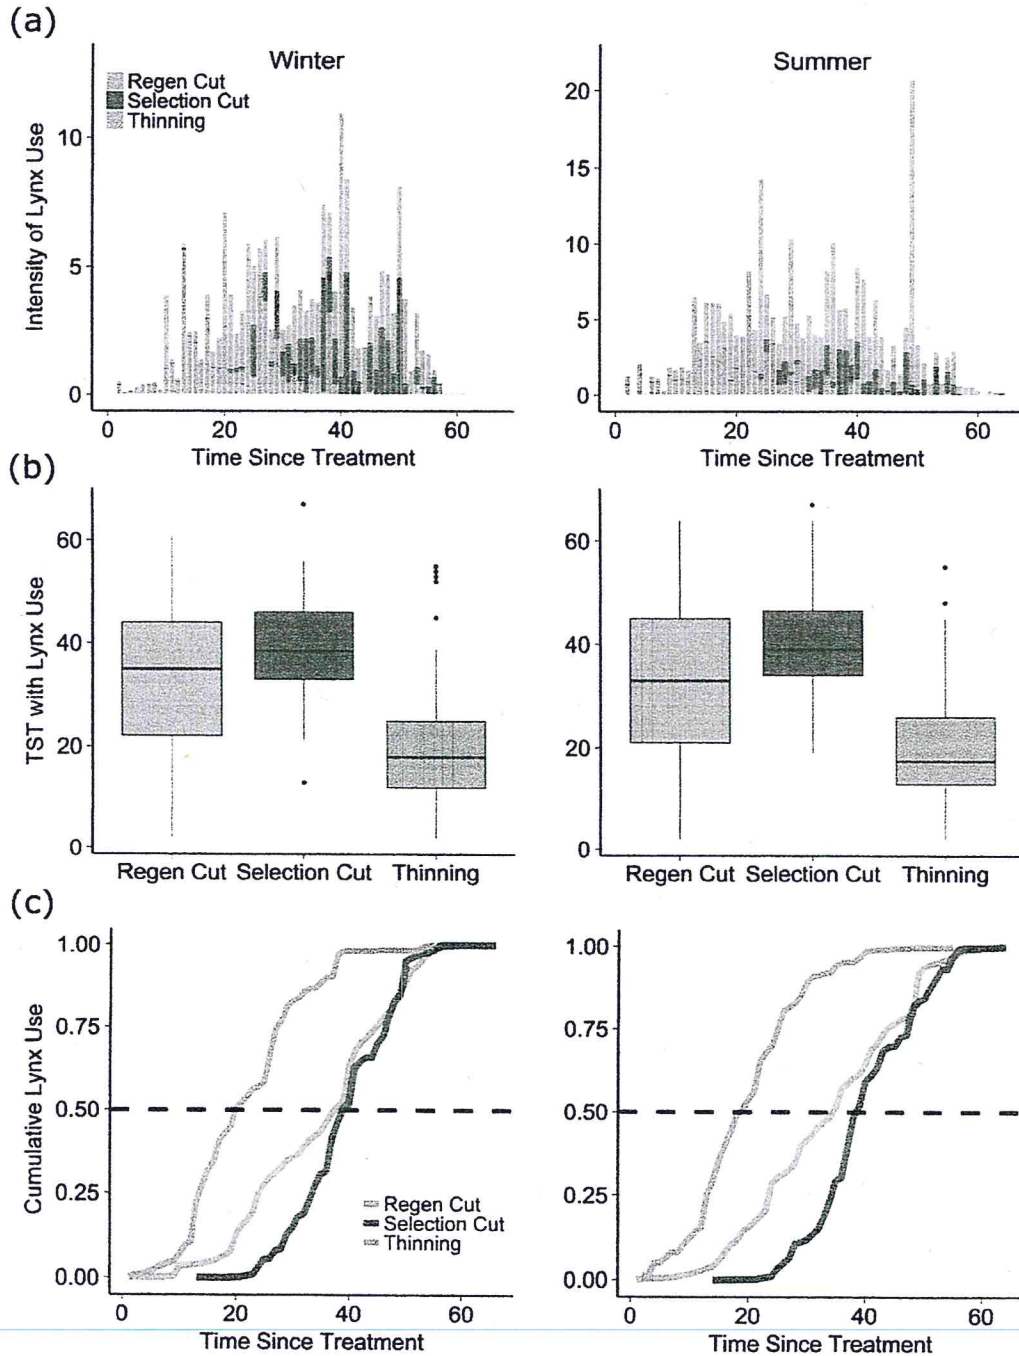 (a)
Winter
Summer
Regen Cut
Selection Cut
Thinning
Intensity of Lynx Use
10
5
0
0 20 40 60
Time Since Treatment
20
15
10
5
0
0 20 40 60
Time Since Treatment
(b)
TST with Lynx Use
60
40
20
0
Regen Cut Selection Cut Thinning
60
40
20
0
Regen Cut Selection Cut Thinning
(c)
Cumulative Lynx Use
1.00
0.75
0.50
0.25
0.00
Regen Cut
Selection Cut
Thinning
0 20 40 60
Time Since Treatment
1.00
0.75
0.50
0.25
0.00
0 20 40 60
Time Since Treatment